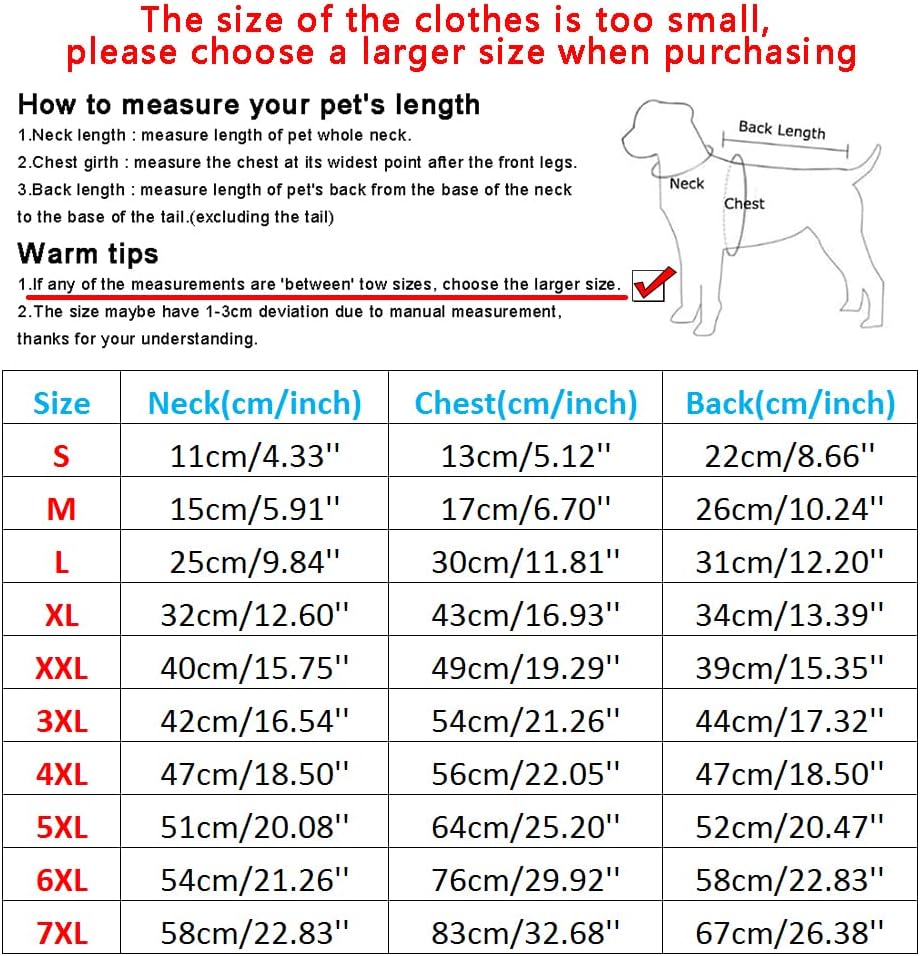 The size of the clothes is too small,
please choose a larger size when purchasing
How to measure your pet's length
1.Neck length : measure length of pet whole neck.
2.Chest girth : measure the chest at its widest point after the front legs.
3.Back length : measure length of pet's back from the base of the neck
to the base of the tail.(excluding the tail)
Back Length
Neck
Chest
Warm tips
1.If any of the measurements are 'between' tow sizes, choose the larger size.
2.The size maybe have 1-3cm deviation due to manual measurement,
thanks for your understanding.
Size Neck(cm/inch) Chest(cm/inch) Back(cm/inch)
S 11cm/4.33'' 13cm/5.12'' 22cm/8.66''
M 15cm/5.91'' 17cm/6.70'' 26cm/10.24''
L 25cm/9.84'' 30cm/11.81'' 31cm/12.20''
XL 32cm/12.60'' 43cm/16.93'' 34cm/13.39''
XXL 40cm/15.75'' 49cm/19.29'' 39cm/15.35''
3XL 42cm/16.54'' 54cm/21.26'' 44cm/17.32''
4XL 47cm/18.50'' 56cm/22.05'' 47cm/18.50''
5XL 51cm/20.08'' 64cm/25.20'' 52cm/20.47''
6XL 54cm/21.26'' 76cm/29.92'' 58cm/22.83''
7XL 58cm/22.83'' 83cm/32.68'' 67cm/26.38''